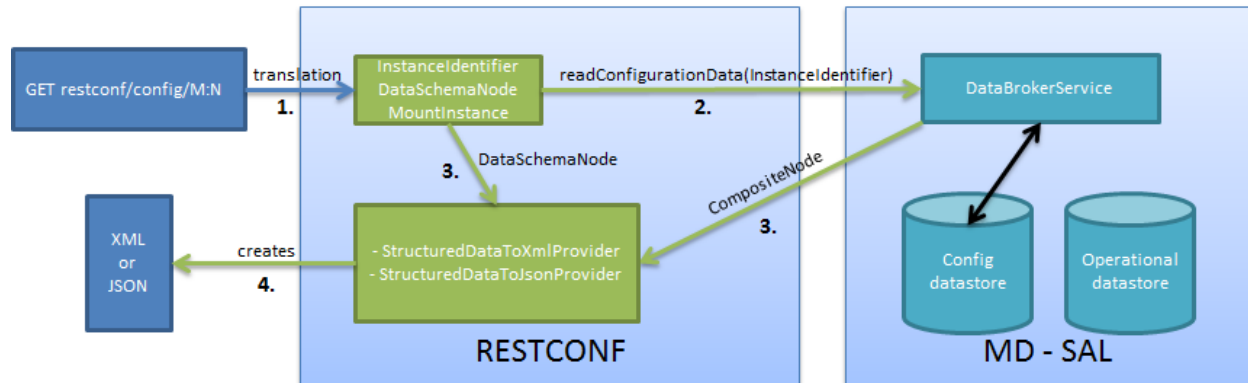 GET restconf/config/M:N
translation
1.
InstanceIdentifier
DataSchemaNode
MountInstance
readConfigurationData(InstanceIdentifier)
2.
DataBrokerService
3.
DataSchemaNode
CompositeNode
3.
XML
or
JSON
creates
4.
- StructuredDataToXmlProvider
- StructuredDataToJsonProvider
Config
datastore
Operational
datastore
RESTCONF
MD - SAL